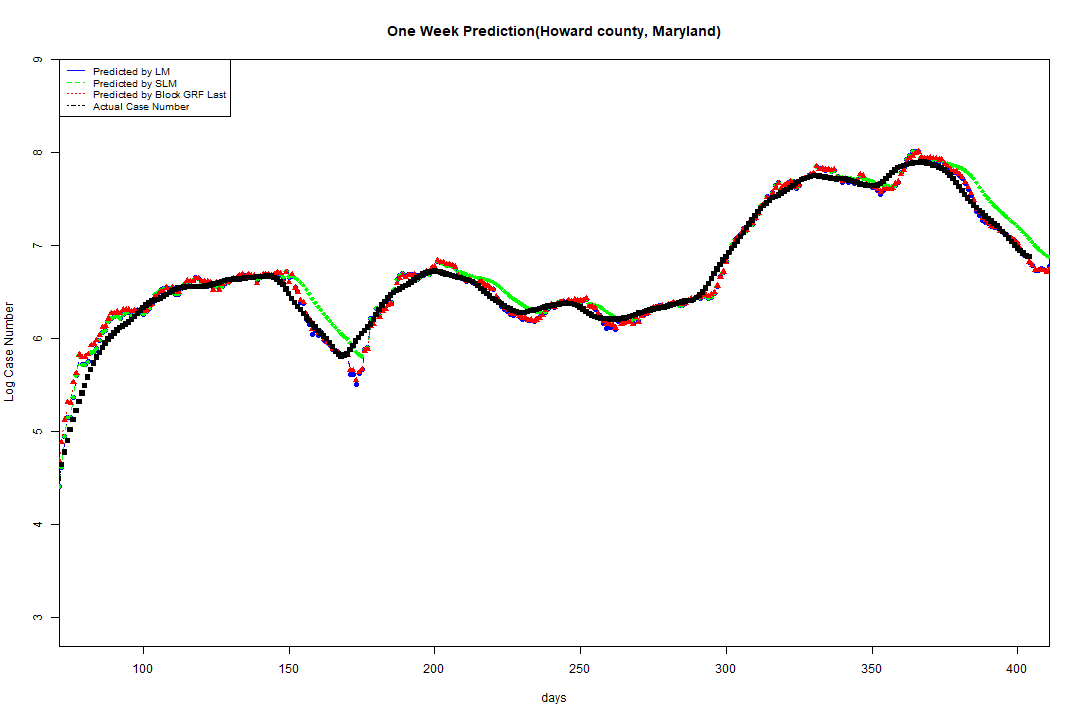 One Week Prediction(Howard county, Maryland)
Predicted by LM
Predicted by SLM
Predicted by Block GRF Last
Actual Case Number
9
8
7
6
5
4
3
Log Case Number
100 150 200 250 300 350 400
days